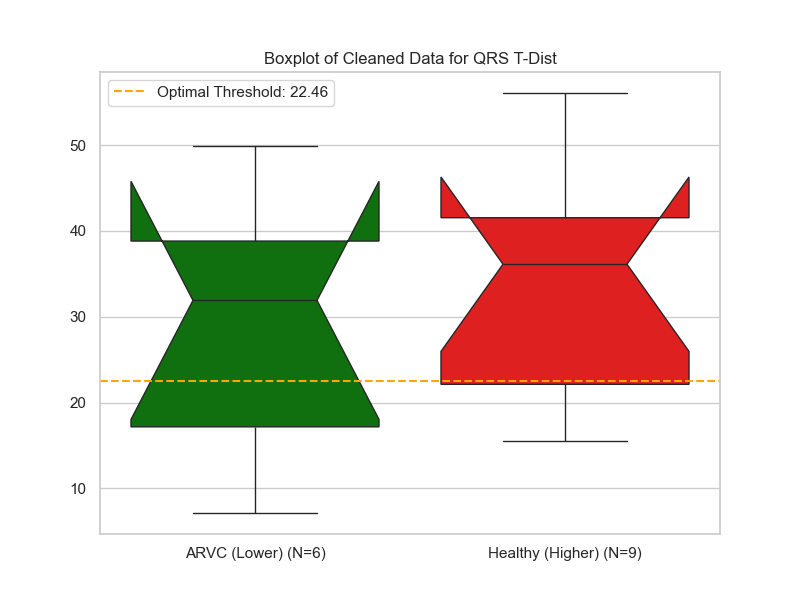 Boxplot of Cleaned Data for QRS T-Dist
Optimal Threshold: 22.46
50
40
30
20
10
ARVC (Lower) (N=6)
Healthy (Higher) (N=9)